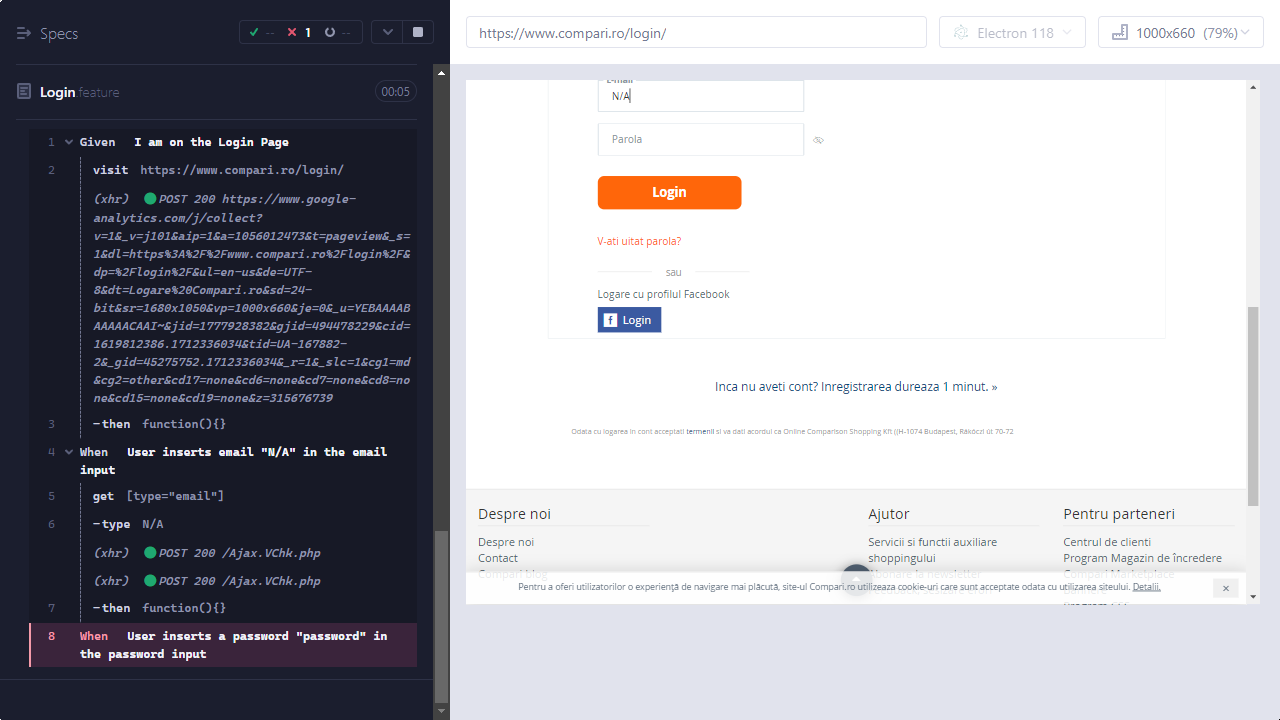 Specs
-- 1 --
https://www.compari.ro/login/
Electron 118
1000x660 (79%)
Login.feature
00:05
1 Given I am on the Login Page
2 visit https://www.compari.ro/login/
(xhr) POST 200 https://www.google-
analytics.com/j/collect?
v=1&_v=j101&aip=1&a=1056012473&t=pageview&_s=
1&dl=https%3A%2F%2Fwww.compari.ro%2Flogin%2F&
dp=%2Flogin%2F&ul=en-us&de=UTF-
8&dt=Logare%20Compari.ro&sd=24-
bit&sr=1680x1050&vp=1000x660&je=0&_u=YEBAAAAB
AAAAACAAI~&jid=1777928382&gjid=494478229&cid=
1619812386.1712336034&tid=UA-167882-
2&_gid=45275752.1712336034&_r=1&_slc=1&cg1=md
&cg2=other&cd17=none&cd6=none&cd7=none&cd8=no
ne&cd15=none&cd19=none&z=315676739
3 -then function(){}
4 When User inserts email "N/A" in the email
input
5 get [type="email"]
6 -type N/A
(xhr) POST 200 /Ajax.VChk.php
(xhr) POST 200 /Ajax.VChk.php
7 -then function(){}
8 When User inserts a password "password" in
the password input
E-mail
N/A
Parola
Login
V-ati uitat parola?
sau
Logare cu profilul Facebook
f Login
Inca nu aveti cont? Inregistrarea dureaza 1 minut. »
Odata cu logarea in cont acceptati termenii si va dati acordul ca Online Comparison Shopping Kft ((H-1074 Budapest, Rákóczi út 70-72
Despre noi
Despre noi
Contact
Compari blog
Ajutor
Servicii si functii auxiliare
shoppingului
Abonare la newsletter
Pentru parteneri
Centrul de clienti
Program Magazin de încredere
Compari Marketplace
Pentru a oferi utilizatorilor o experiență de navigare mai plăcută, site-ul Compari.ro utilizeaza cookie-uri care sunt acceptate odata cu utilizarea siteului. Detalii. ×